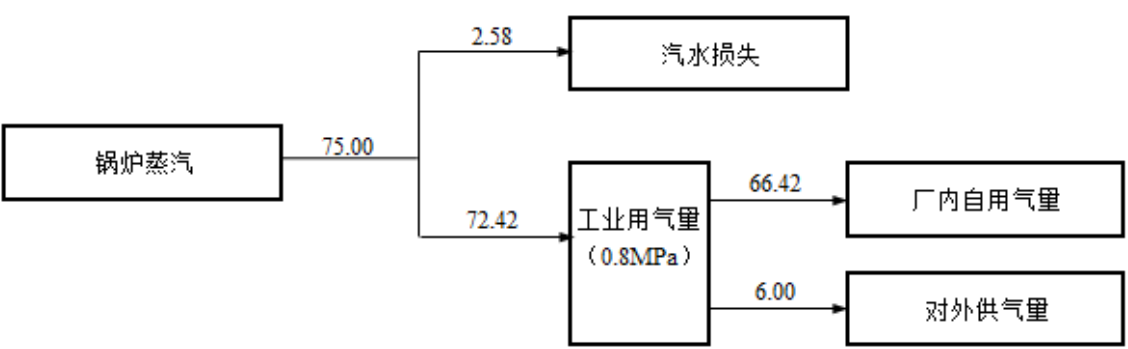 2.58
汽水损失
锅炉蒸汽
75.00
66.42
厂内自用气量
72.42
工业用气量
（0.8MPa）
6.00
对外供气量